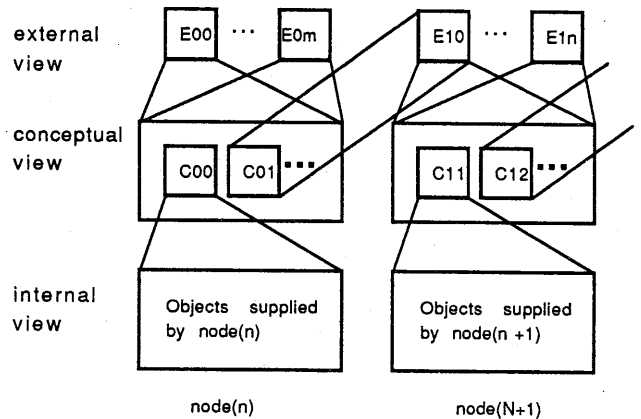 external
view
E00 ... E0m
E10 ... E1n
conceptual
view
C00 C01 ...
C11 C12 ...
internal
view
Objects supplied
by node(n)
Objects supplied
by node(n +1)
node(n)
node(N+1)